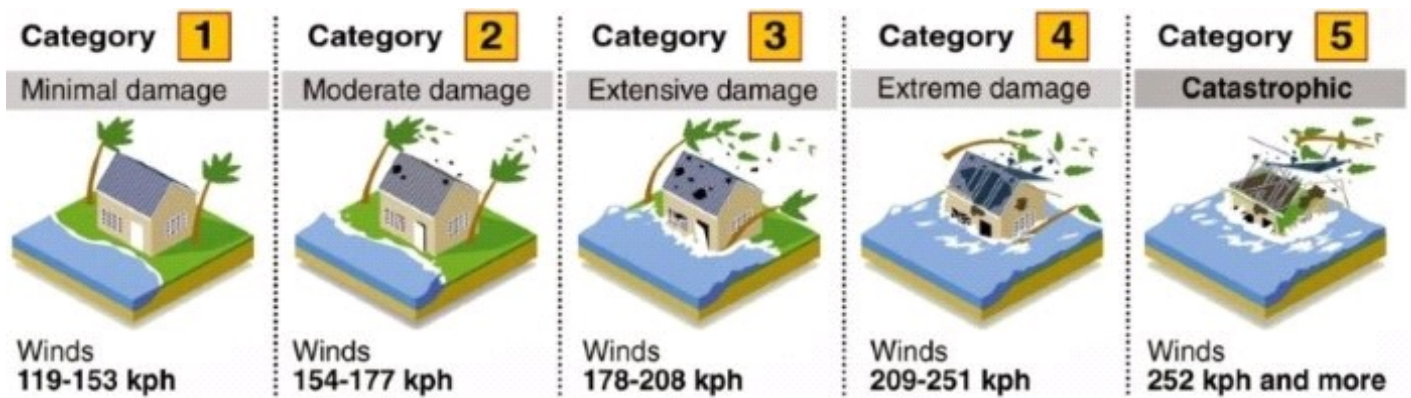 Category 1
Minimal damage
Winds
119-153 kph
Category 2
Moderate damage
Winds
154-177 kph
Category 3
Extensive damage
Winds
178-208 kph
Category 4
Extreme damage
Winds
209-251 kph
Category 5
Catastrophic
Winds
252 kph and more